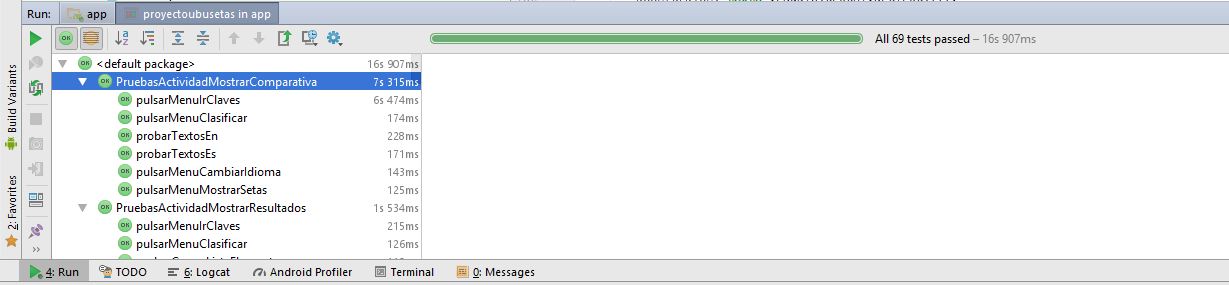 Run: app proyectoubusetas in app
All 69 tests passed – 16s 907ms
<default package> 16s 907ms
PruebasActividadMostrarComparativa 7s 315ms
pulsarMenuIrClaves 6s 474ms
pulsarMenuClasificar 174ms
probarTextosEn 228ms
probarTextosEs 171ms
pulsarMenuCambiarIdioma 143ms
pulsarMenuMostrarSetas 125ms
PruebasActividadMostrarResultados 1s 534ms
pulsarMenuIrClaves 215ms
pulsarMenuClasificar 126ms
Build Variants
2: Favorites
4: Run TODO 6: Logcat Android Profiler Terminal 0: Messages